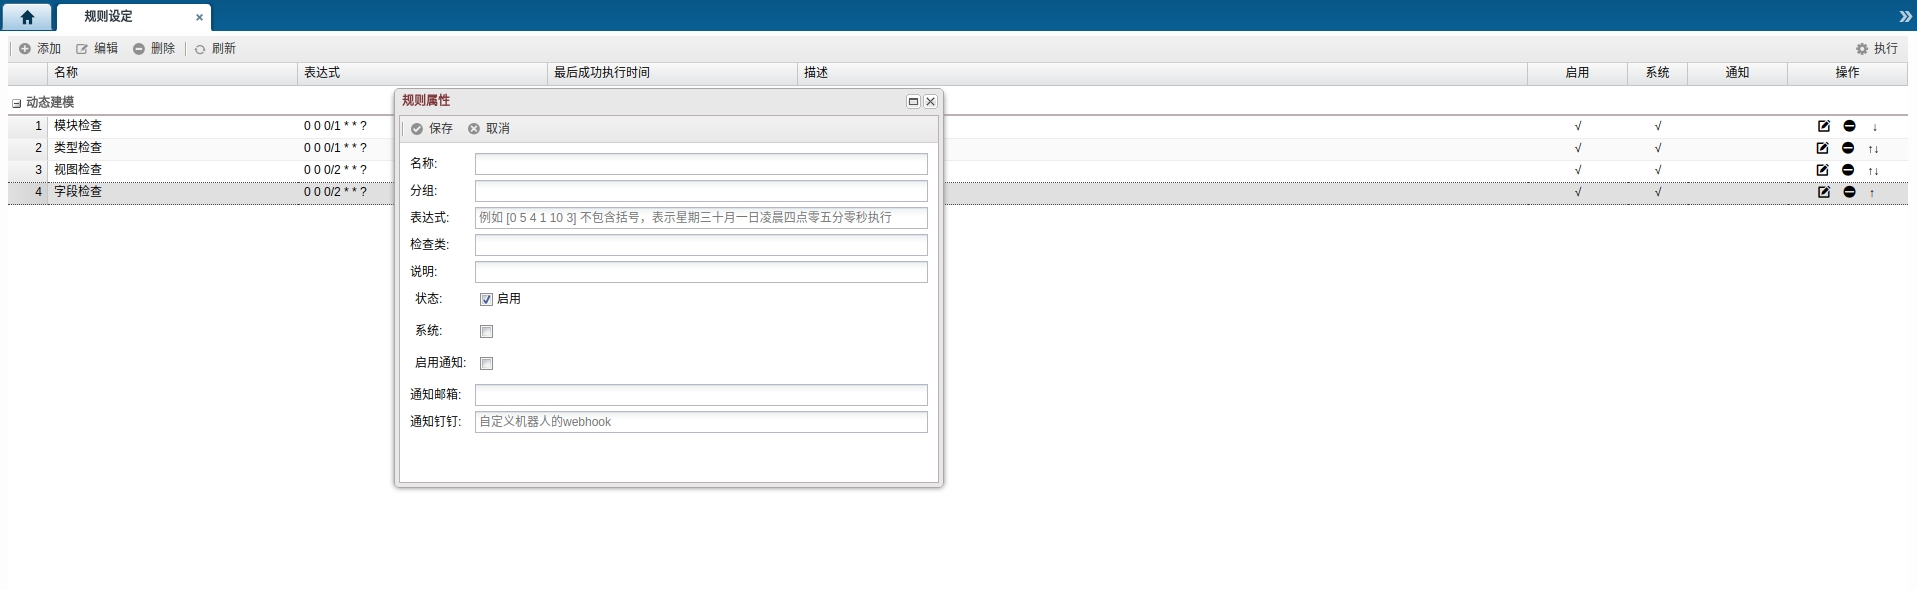 规则设定
添加 编辑 删除 刷新 执行
名称 表达式 最后成功执行时间 描述 启用 系统 通知 操作
动态建模
1 模块检查 0 0 0/1 * * ? √ √ ↓
2 类型检查 0 0 0/1 * * ? √ √ ↑↓
3 视图检查 0 0 0/2 * * ? √ √ ↑↓
4 字段检查 0 0 0/2 * * ? √ √ ↑
规则属性
保存 取消
名称:
分组:
表达式: 例如 [0 5 4 1 10 3] 不包含括号，表示星期三十月一日凌晨四点零五分零秒执行
检查类:
说明:
状态: 启用
系统:
启用通知:
通知邮箱:
通知钉钉: 自定义机器人的webhook